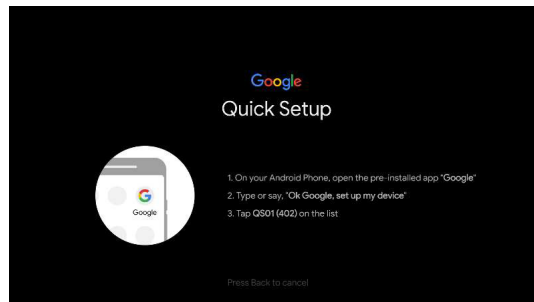 Google
Quick Setup
1. On your Android Phone, open the pre-installed app "Google"
2. Type or say, "Ok Google, set up my device"
3. Tap QS01 (402) on the list
G
Google
Press Back to cancel